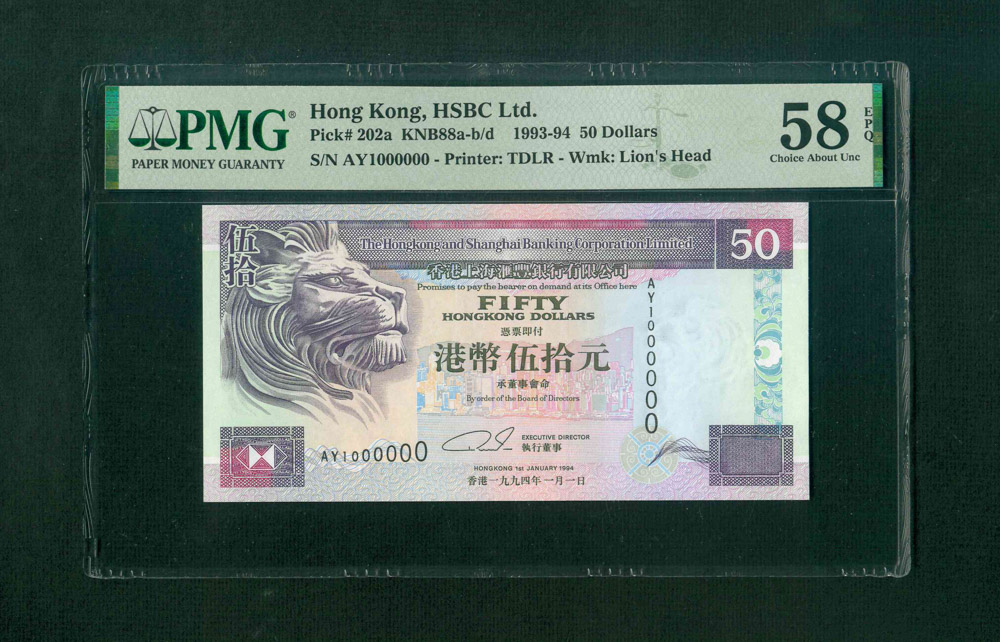 PMG®
PAPER MONEY GUARANTY
Hong Kong, HSBC Ltd.
Pick# 202a KNB88a-b/d 1993-94 50 Dollars
S/N AY1000000 - Printer: TDLR - Wmk: Lion's Head
58
EPQ
Choice About Unc
伍拾
The Hongkong and Shanghai Banking Corporation Limited
50
香港上海滙豐銀行有限公司
Promises to pay the bearer on demand at its Office here
FIFTY
HONGKONG DOLLARS
憑票即付
港幣伍拾元
承董事會命
By order of the Board of Directors
AY1000000
EXECUTIVE DIRECTOR
執行董事
AY1000000
HONGKONG 1st JANUARY 1994
香港一九九四年一月一日